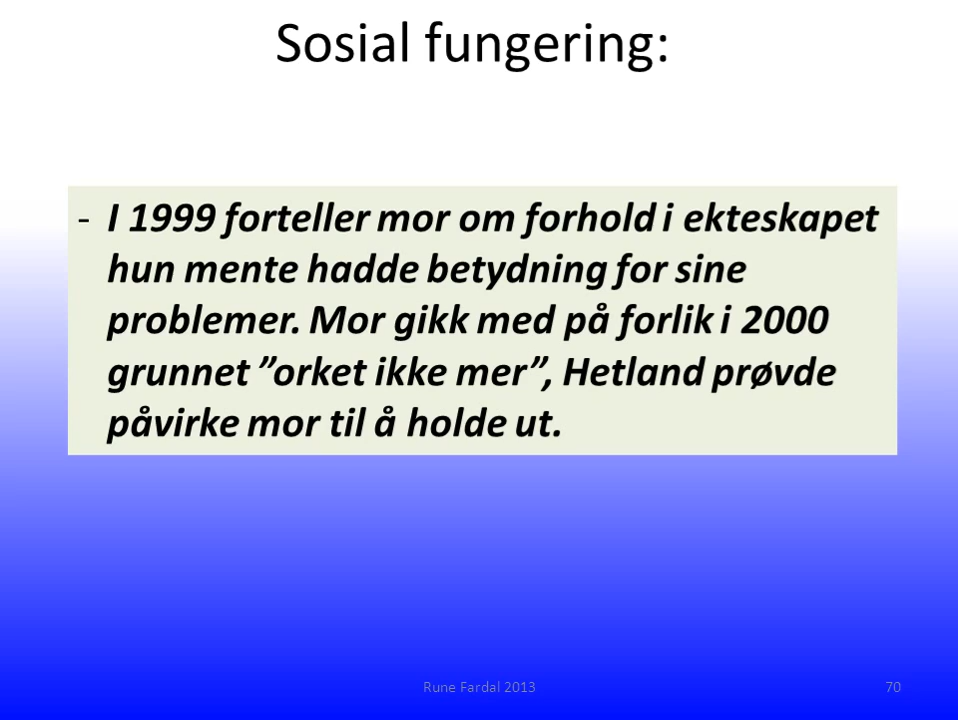 Sosial fungering:
- I 1999 forteller mor om forhold i ekteskapet
hun mente hadde betydning for sine
problemer. Mor gikk med på forlik i 2000
grunnet ”orket ikke mer”, Hetland prøvde
påvirke mor til å holde ut.
Rune Fardal 2013
70